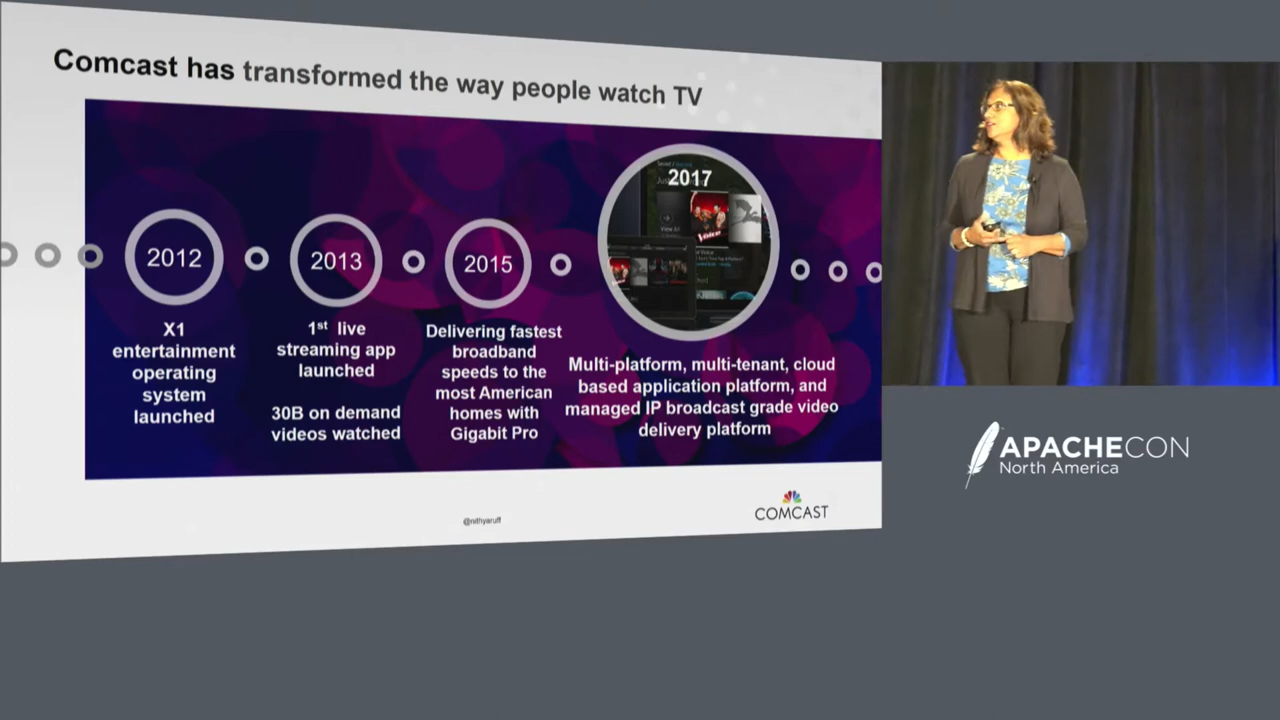 Comcast has transformed the way people watch TV
2012
X1
entertainment
operating
system
launched
2013
1st live
streaming app
launched
30B on demand
videos watched
2015
Delivering fastest
broadband
speeds to the
most American
homes with
Gigabit Pro
2017
Multi-platform, multi-tenant, cloud
based application platform, and
managed IP broadcast grade video
delivery platform
@nithyaruff
COMCAST
APACHECON
North America